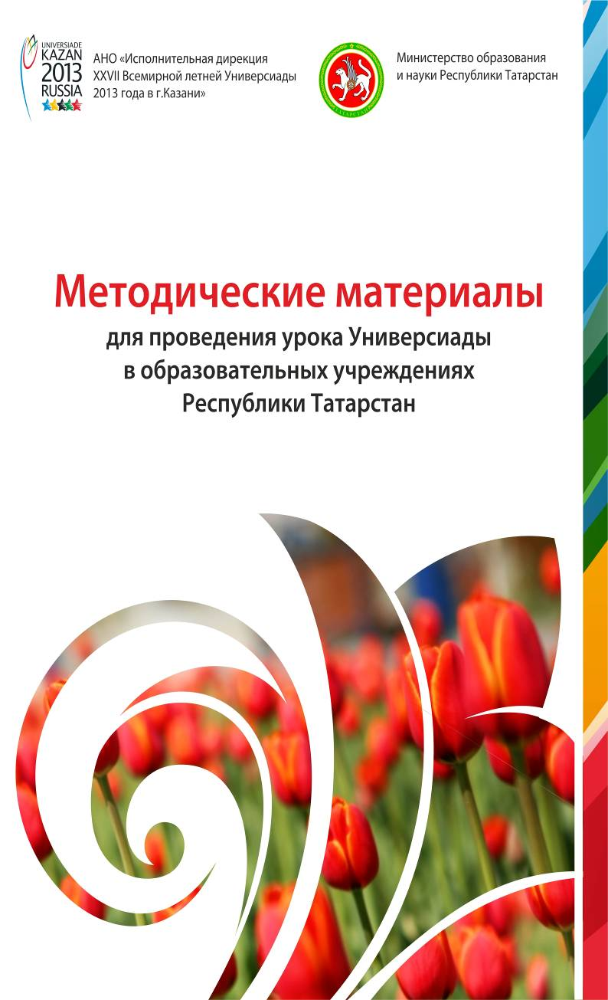 UNIVERSIADE
KAZAN
2013
RUSSIA
АНО «Исполнительная дирекция
XXVII Всемирной летней Универсиады
2013 года в г.Казани»
ТАТАРСТАН
Министерство образования
и науки Республики Татарстан
Методические материалы
для проведения урока Универсиады
в образовательных учреждениях
Республики Татарстан